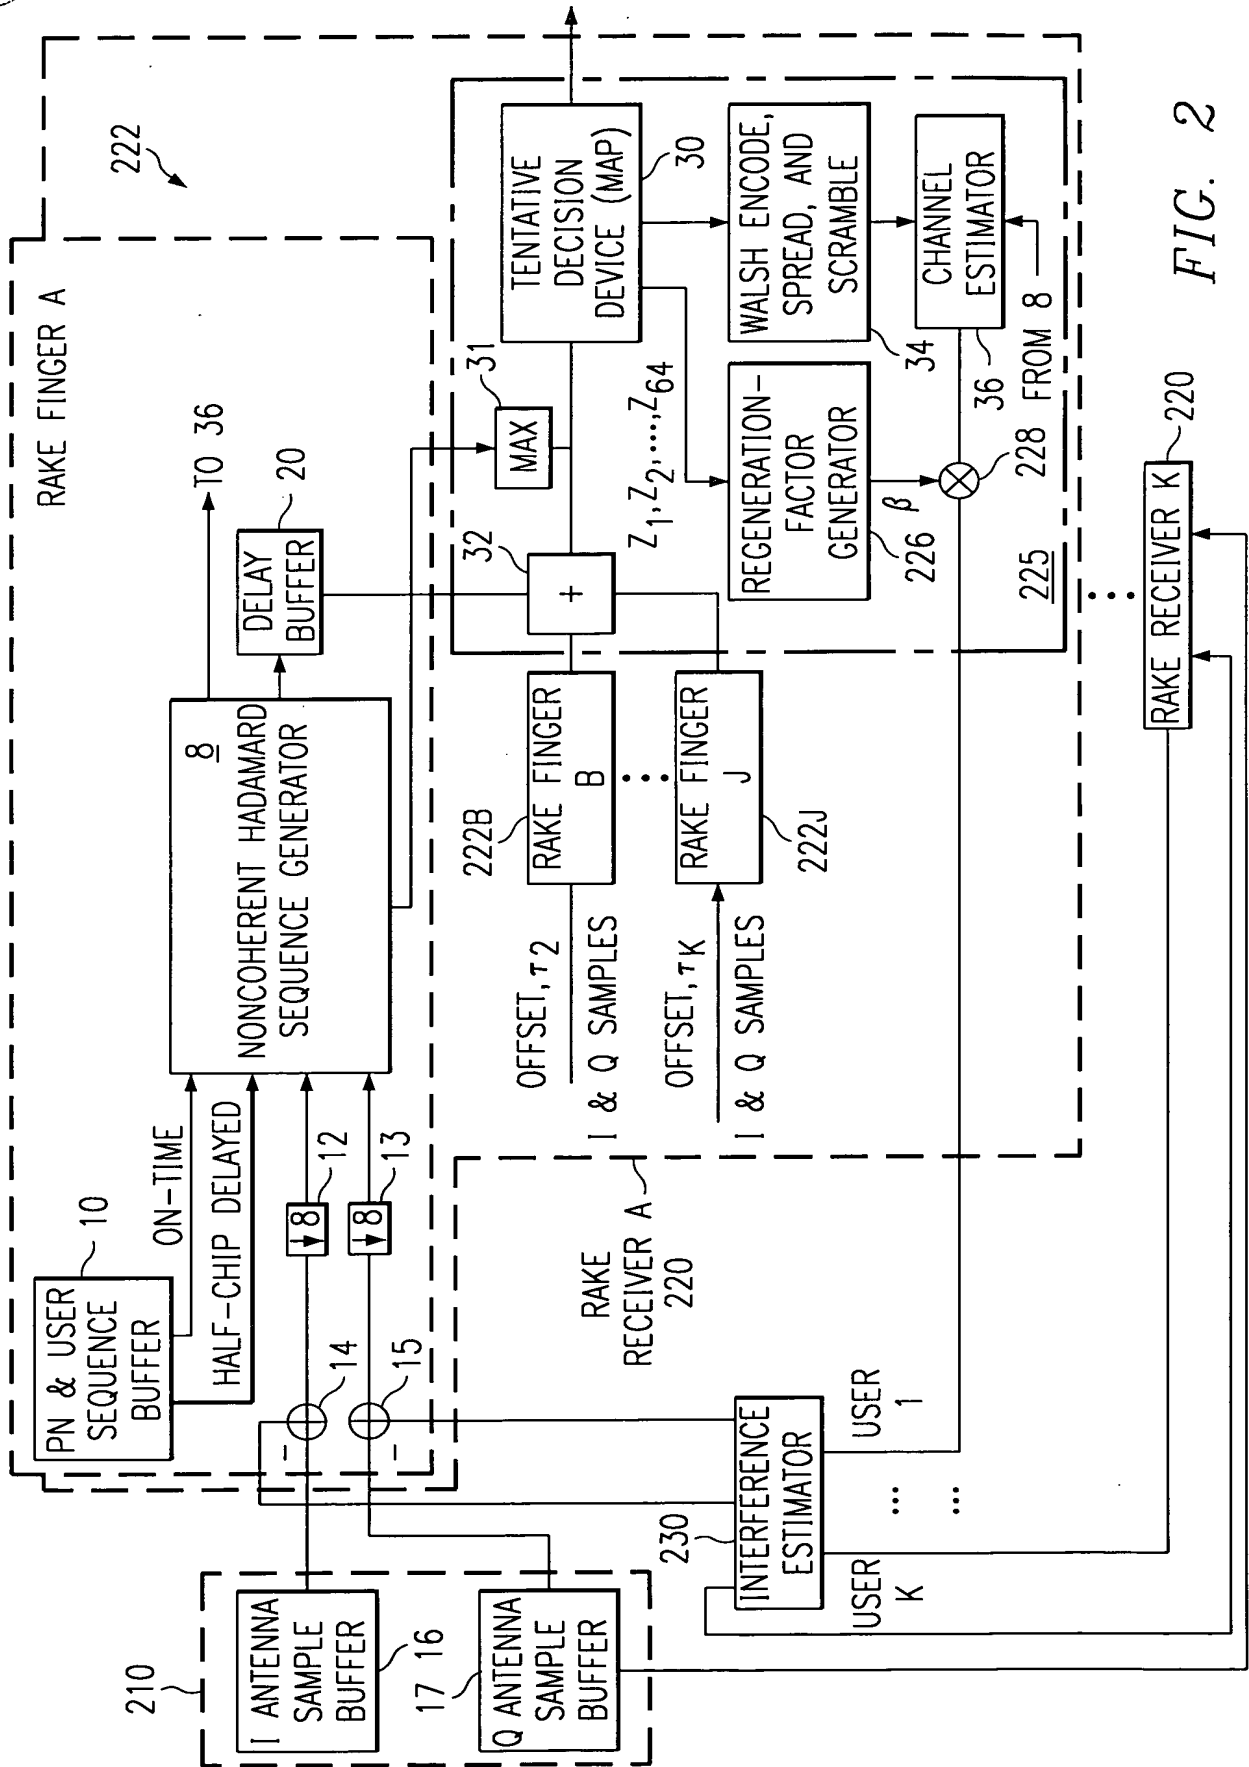 222
RAKE FINGER A
PN & USER
SEQUENCE
BUFFER
10
ON-TIME
HALF-CHIP DELAYED
8
NONCOHERENT HADAMARD
SEQUENCE GENERATOR
TO 36
DELAY
BUFFER
20
↓8
12
↓8
13
14
15
−
−
210
I ANTENNA
SAMPLE
BUFFER
16
17
Q ANTENNA
SAMPLE
BUFFER
MAX
31
32
+
TENTATIVE
DECISION
DEVICE (MAP)
30
Z1, Z2,...,Z64
WALSH ENCODE,
SPREAD, AND
SCRAMBLE
34
REGENERATION-
FACTOR
GENERATOR
226
β
CHANNEL
ESTIMATOR
36
FROM 8
228
225
222B
RAKE FINGER
B
RAKE FINGER
J
222J
OFFSET, τ2
I & Q SAMPLES
OFFSET, τK
I & Q SAMPLES
RAKE
RECEIVER A
220
230
INTERFERENCE
ESTIMATOR
USER
1
...
...
USER
K
RAKE RECEIVER K
220
FIG. 2